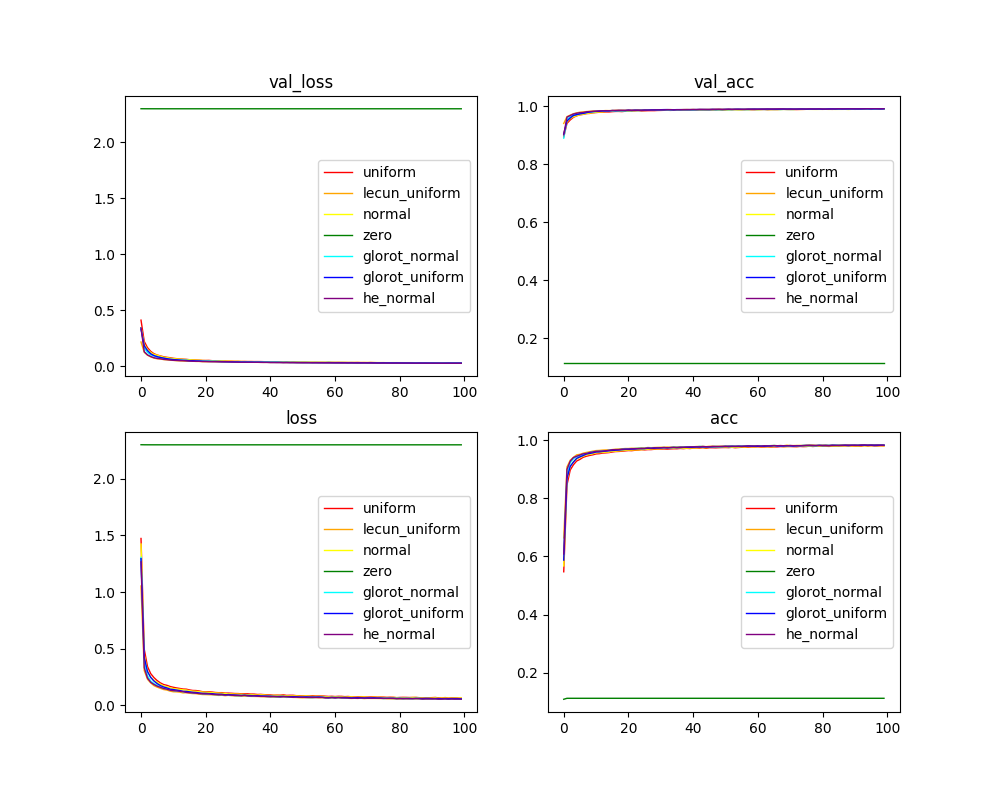 val_loss
2.0
1.5
1.0
0.5
0.0
0 20 40 60 80 100
uniform
lecun_uniform
normal
zero
glorot_normal
glorot_uniform
he_normal
val_acc
1.0
0.8
0.6
0.4
0.2
0 20 40 60 80 100
uniform
lecun_uniform
normal
zero
glorot_normal
glorot_uniform
he_normal
loss
2.0
1.5
1.0
0.5
0.0
0 20 40 60 80 100
uniform
lecun_uniform
normal
zero
glorot_normal
glorot_uniform
he_normal
acc
1.0
0.8
0.6
0.4
0.2
0 20 40 60 80 100
uniform
lecun_uniform
normal
zero
glorot_normal
glorot_uniform
he_normal